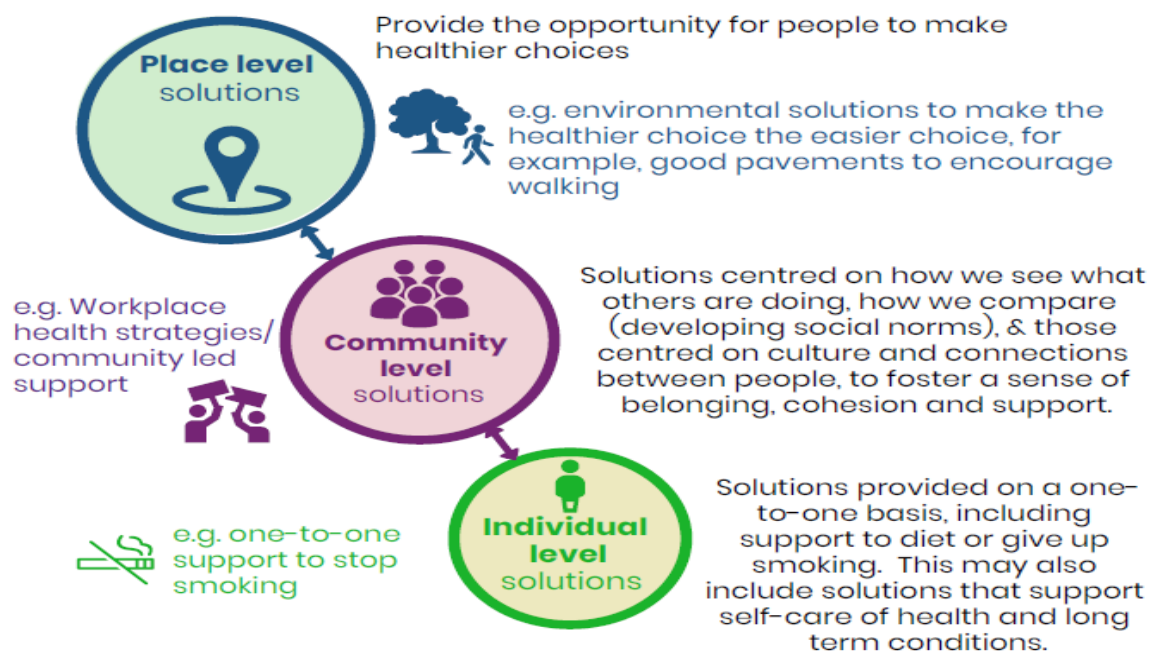 Provide the opportunity for people to make
healthier choices
Place level
solutions
e.g. environmental solutions to make the
healthier choice the easier choice, for
example, good pavements to encourage
walking
Solutions centred on how we see what
others are doing, how we compare
(developing social norms), & those
centred on culture and connections
between people, to foster a sense of
belonging, cohesion and support.
e.g. Workplace
health strategies/
community led
support
Community
level
solutions
Solutions provided on a one-
to-one basis, including
support to diet or give up
smoking. This may also
include solutions that support
self-care of health and long
term conditions.
Individual
level
solutions
e.g. one-to-one
support to stop
smoking